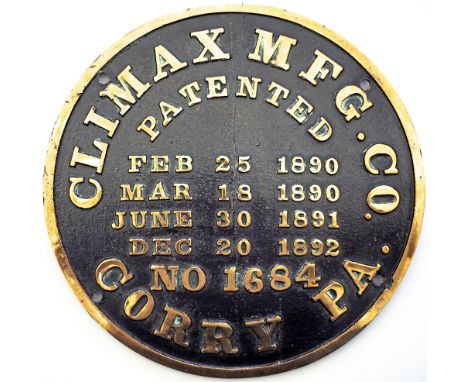 CLIMAX MFG. CO.
PATENTED
FEB 25 1890
MAR 18 1890
JUNE 30 1891
DEC 20 1892
NO 1684
CORRY PA.